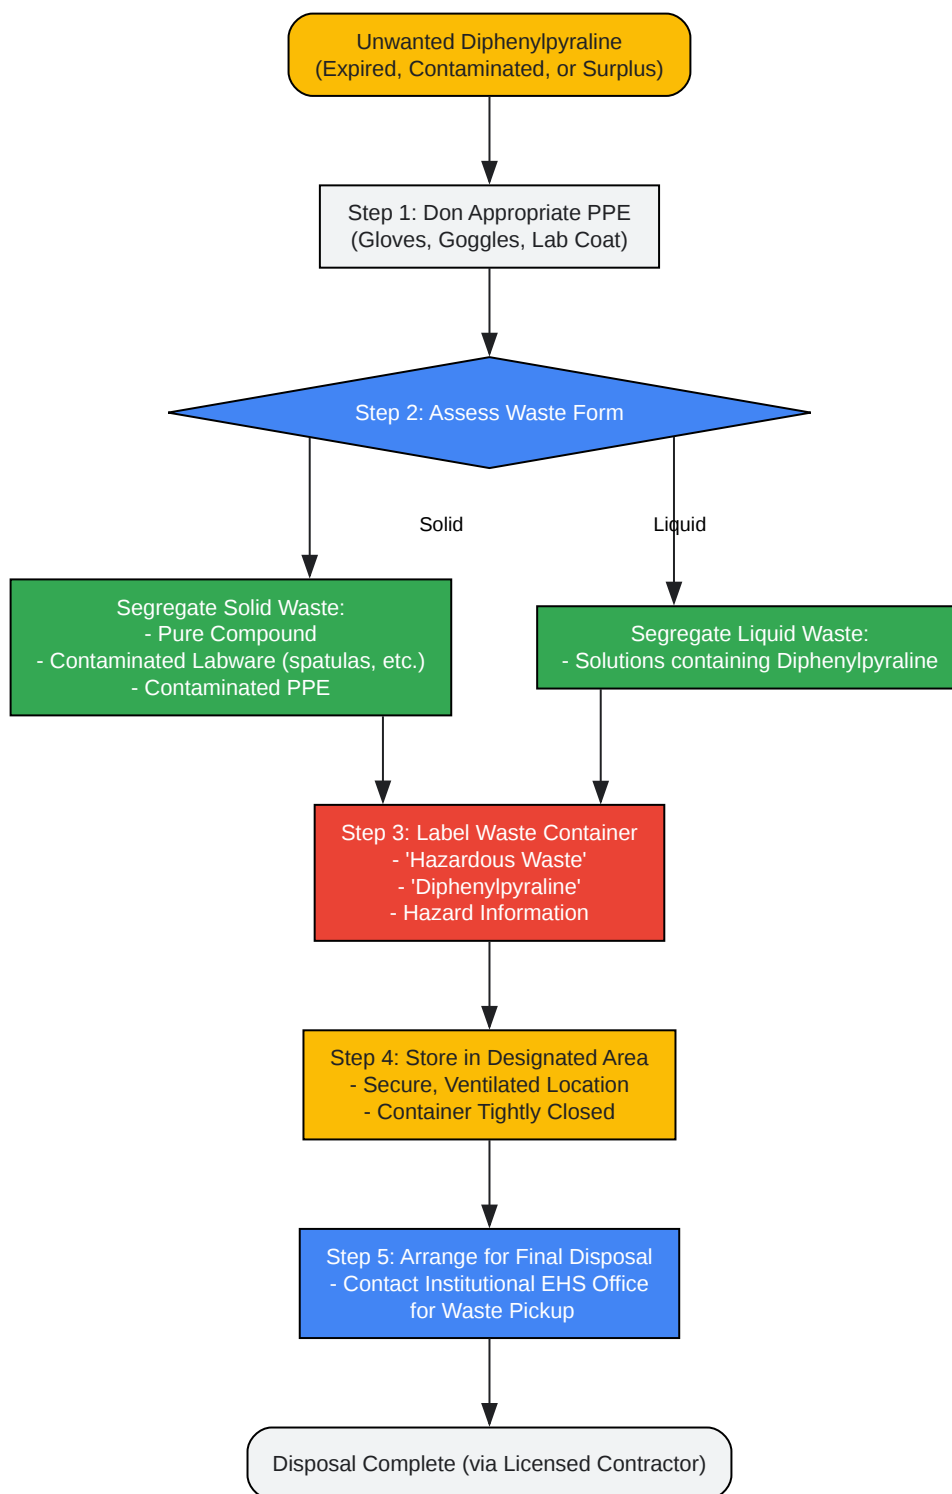 Unwanted Diphenylpyraline
(Expired, Contaminated, or Surplus)
Step 1: Don Appropriate PPE
(Gloves, Goggles, Lab Coat)
Step 2: Assess Waste Form
Solid
Liquid
Segregate Solid Waste:
- Pure Compound
- Contaminated Labware (spatulas, etc.)
- Contaminated PPE
Segregate Liquid Waste:
- Solutions containing Diphenylpyraline
Step 3: Label Waste Container
- 'Hazardous Waste'
- 'Diphenylpyraline'
- Hazard Information
Step 4: Store in Designated Area
- Secure, Ventilated Location
- Container Tightly Closed
Step 5: Arrange for Final Disposal
- Contact Institutional EHS Office
for Waste Pickup
Disposal Complete (via Licensed Contractor)